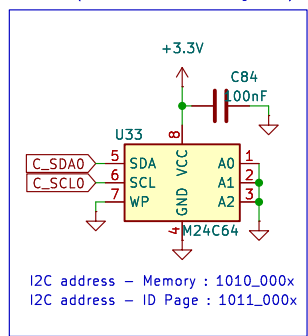 +3.3V
C84
100nF
U33
8
C_SDA0 5 SDA VCC A0 1
C_SCL0 6 SCL A1 2
7 WP GND A2 3
4 M24C64
I2C address – Memory : 1010_000x
I2C address – ID Page : 1011_000x